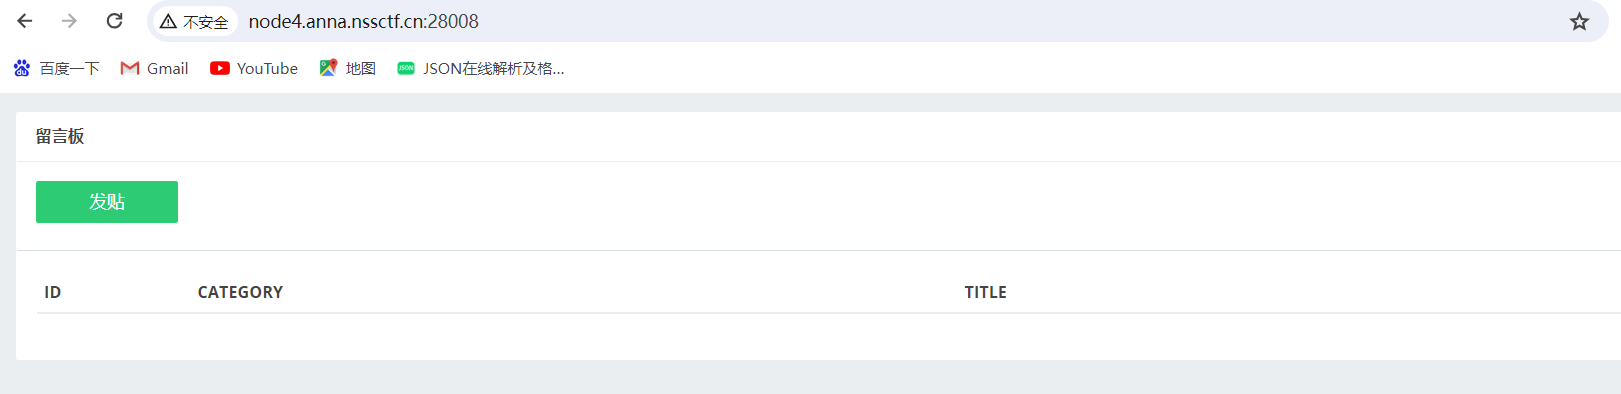 不安全 node4.anna.nssctf.cn:28008
百度一下 Gmail YouTube 地图 JSON JSON在线解析及格...
留言板
发贴
ID CATEGORY TITLE